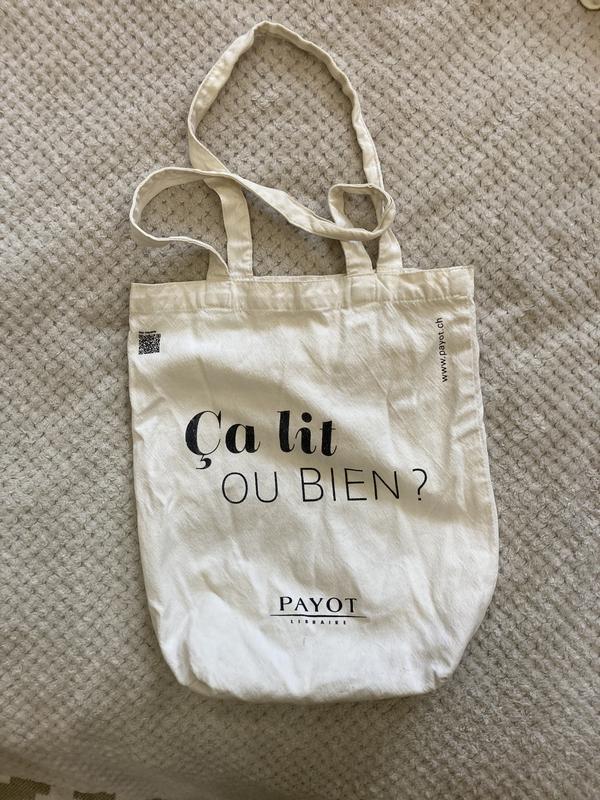 www.payot.ch
Ça lit
OU BIEN ?
PAYOT
LIBRAIRE